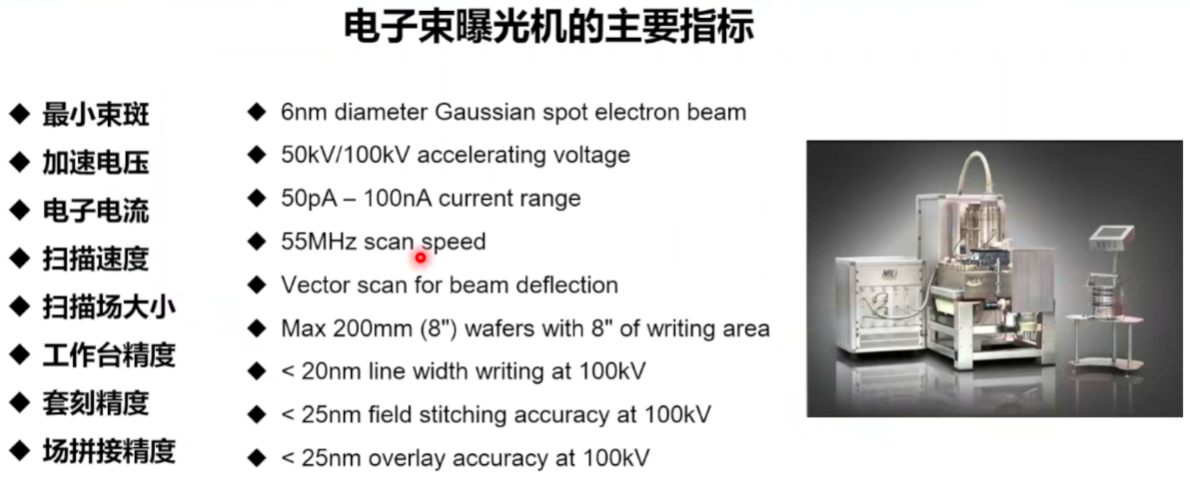 电子束曝光机的主要指标
◆ 最小束斑
◆ 加速电压
◆ 电子电流
◆ 扫描速度
◆ 扫描场大小
◆ 工作台精度
◆ 套刻精度
◆ 场拼接精度
◆ 6nm diameter Gaussian spot electron beam
◆ 50kV/100kV accelerating voltage
◆ 50pA – 100nA current range
◆ 55MHz scan speed
◆ Vector scan for beam deflection
◆ Max 200mm (8") wafers with 8" of writing area
◆ < 20nm line width writing at 100kV
◆ < 25nm field stitching accuracy at 100kV
◆ < 25nm overlay accuracy at 100kV